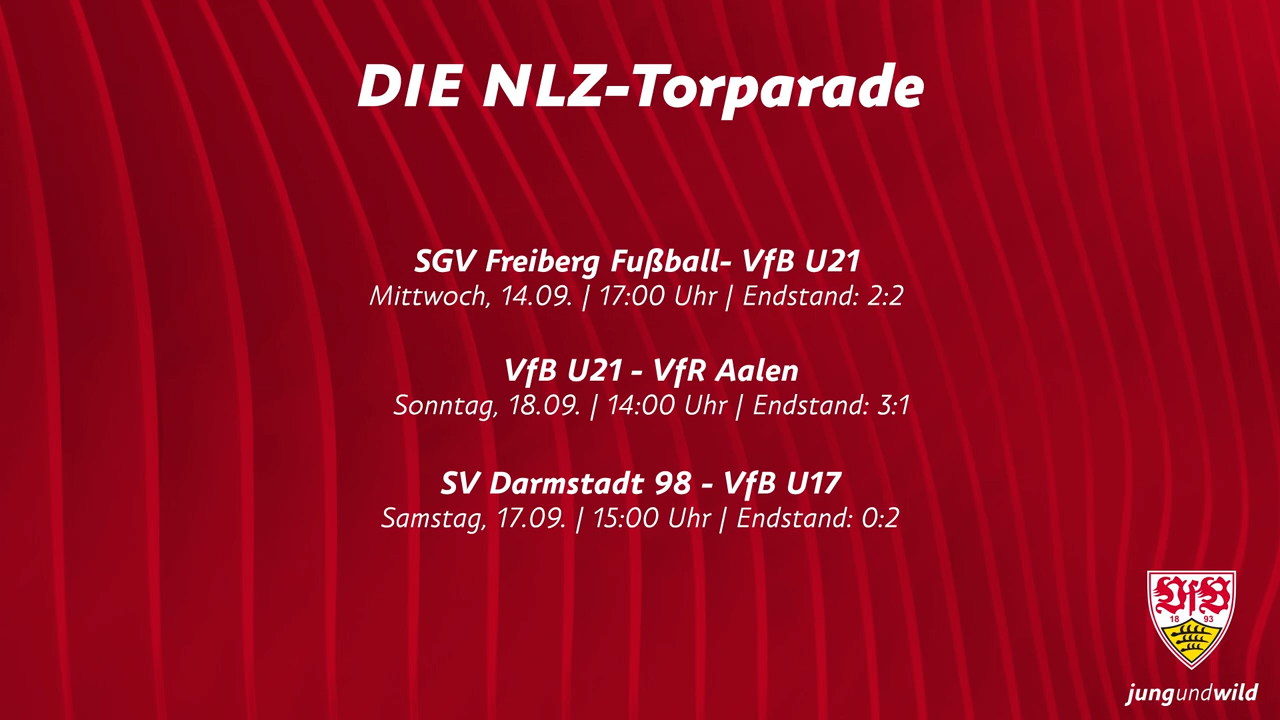 DIE NLZ-Torparade
SGV Freiberg Fußball- VfB U21
Mittwoch, 14.09. | 17:00 Uhr | Endstand: 2:2
VfB U21 - VfR Aalen
Sonntag, 18.09. | 14:00 Uhr | Endstand: 3:1
SV Darmstadt 98 - VfB U17
Samstag, 17.09. | 15:00 Uhr | Endstand: 0:2
VfB
18 93
jungundwild